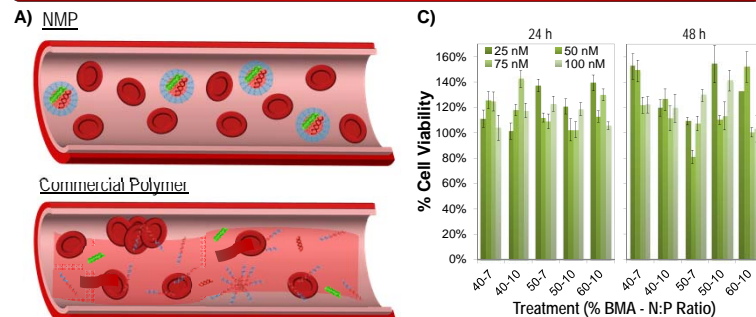 A) NMP
Commercial Polymer
C)
24 h
48 h
25 nM
50 nM
75 nM
100 nM
% Cell Viability
160%
140%
120%
100%
80%
60%
40%
20%
0%
40-7
40-10
50-7
50-10
60-10
40-7
40-10
50-7
50-10
60-10
Treatment (% BMA - N:P Ratio)